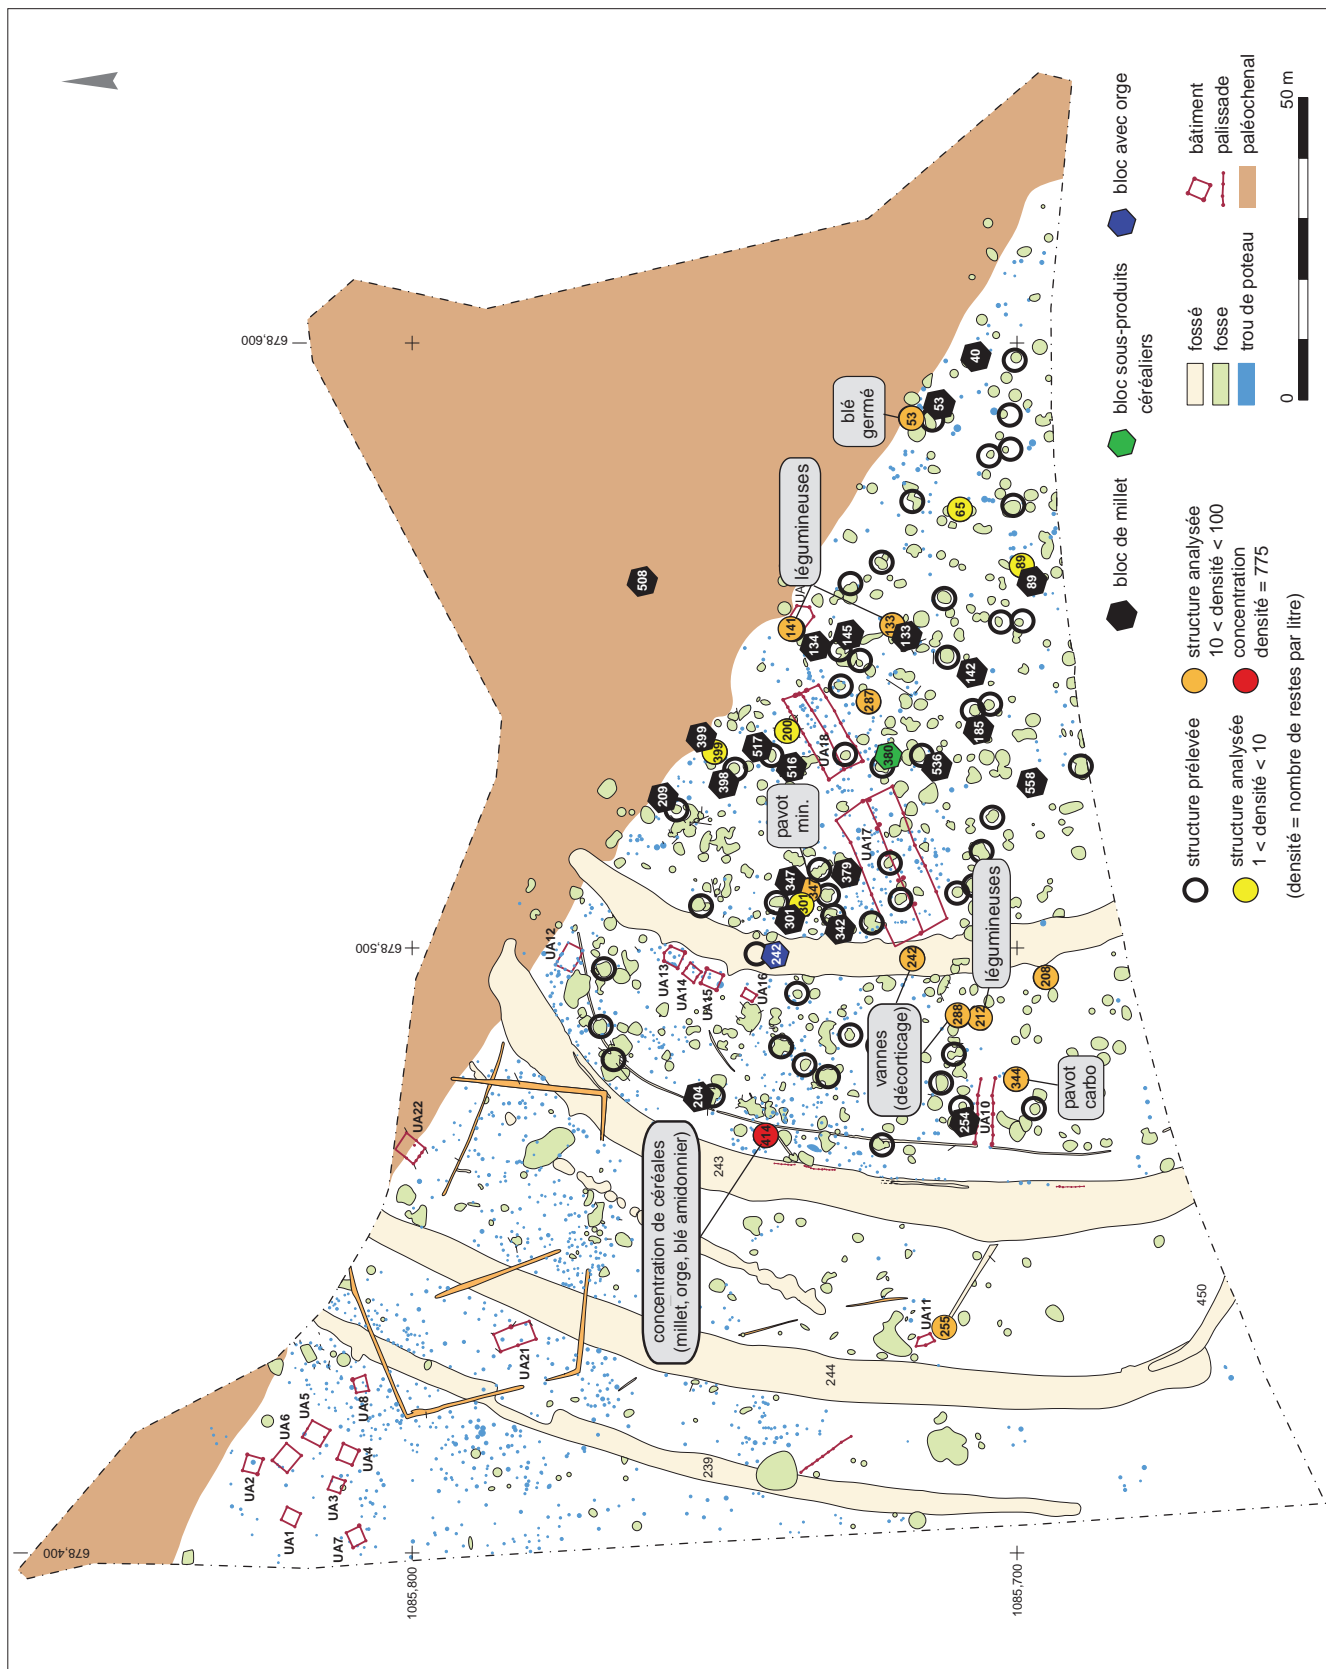 678,600
678,500
678,400
1085,800
1085,700
UA1
UA2
UA3
UA4
UA5
UA6
UA7
UA8
UA21
UA22
UA12
UA13
UA14
UA15
UA16
UA17
UA18
UA
UA10
UA11
239
244
243
450
concentration de céréales
(millet, orge, blé amidonnier)
vannes
(décorticage)
légumineuses
pavot
carbo
pavot
min.
légumineuses
blé
germé
508
53
53
40
65
89
89
141
134
145
133
133
142
287
185
200
399
399
517
516
398
209
380
536
558
347
347
301
301
379
342
242
242
208
288
212
344
254
204
414
255
structure prélevée
structure analysée
1 < densité < 10
structure analysée
10 < densité < 100
concentration
densité = 775
(densité = nombre de restes par litre)
bloc de millet
bloc sous-produits
céréaliers
bloc avec orge
fossé
fosse
trou de poteau
bâtiment
palissade
paléochenal
0
50 m